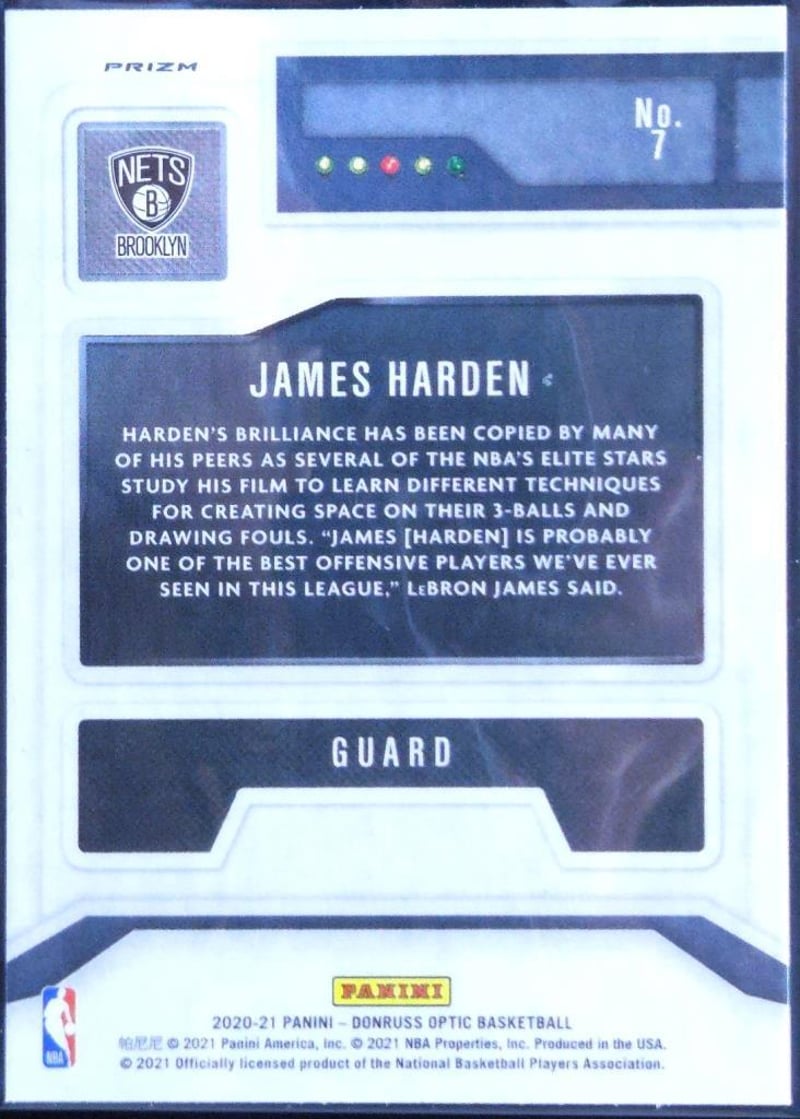 PRIZM
No.
7
NETS
B
BROOKLYN
JAMES HARDEN
HARDEN'S BRILLIANCE HAS BEEN COPIED BY MANY
OF HIS PEERS AS SEVERAL OF THE NBA'S ELITE STARS
STUDY HIS FILM TO LEARN DIFFERENT TECHNIQUES
FOR CREATING SPACE ON THEIR 3-BALLS AND
DRAWING FOULS. “JAMES [HARDEN] IS PROBABLY
ONE OF THE BEST OFFENSIVE PLAYERS WE'VE EVER
SEEN IN THIS LEAGUE,” LeBRON JAMES SAID.
GUARD
PANINI
2020-21 PANINI – DONRUSS OPTIC BASKETBALL
帕尼尼 © 2021 Panini America, Inc. © 2021 NBA Properties, Inc. Produced in the USA.
© 2021 Officially licensed product of the National Basketball Players Association.
NBA